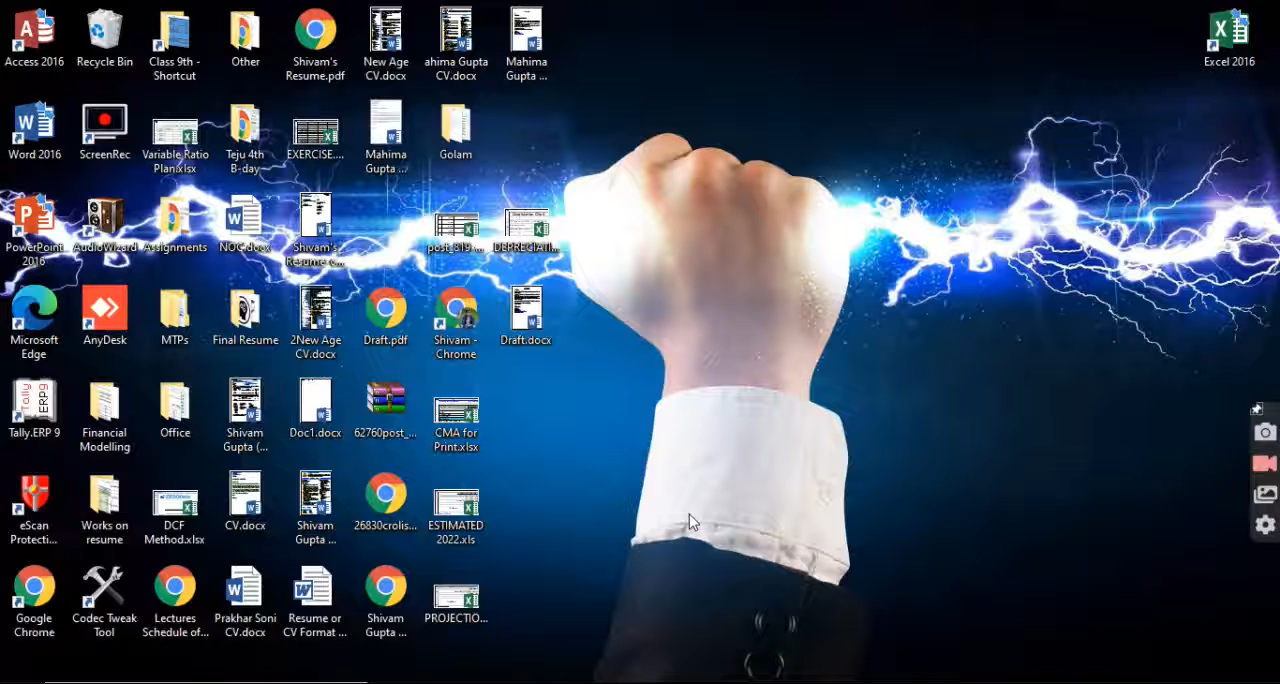 Access 2016
Recycle Bin
Class 9th -
Shortcut
Other
Shivam's
Resume.pdf
New Age
CV.docx
ahima Gupta
CV.docx
Mahima
Gupta ...
Excel 2016
Word 2016
ScreenRec
Variable Ratio
Plan.xlsx
Teju 4th
B-day
EXERCISE....
Mahima
Gupta ...
Golam
PowerPoint
2016
AudioWizard
Assignments
NOC.docx
Shivam's
Resume-c...
post_819_...
DEPRECIATI...
Microsoft
Edge
AnyDesk
MTPs
Final Resume
2New Age
CV.docx
Draft.pdf
Shivam -
Chrome
Draft.docx
Tally
ERP9
Tally.ERP 9
Financial
Modelling
Office
Shivam
Gupta (...
Doc1.docx
62760post_...
CMA for
Print.xlsx
eScan
Protecti...
Works on
resume
DCF
Method.xlsx
CV.docx
Shivam
Gupta ...
26830crolis...
ESTIMATED
2022.xls
Google
Chrome
Codec Tweak
Tool
Lectures
Schedule of...
Prakhar Soni
CV.docx
Resume or
CV Format ...
Shivam
Gupta ...
PROJECTIO...